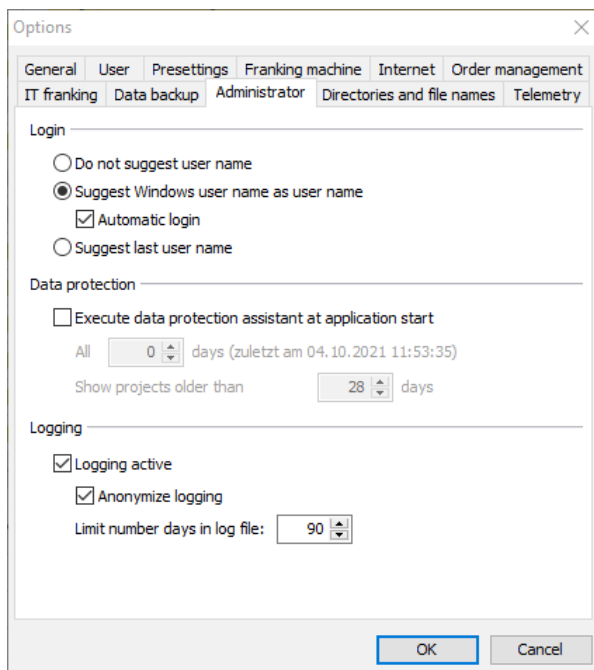 Options
General User Presettings Franking machine Internet Order management
IT franking Data backup Administrator Directories and file names Telemetry
Login
Do not suggest user name
Suggest Windows user name as user name
Automatic login
Suggest last user name
Data protection
Execute data protection assistant at application start
All 0 days (zuletzt am 04.10.2021 11:53:35)
Show projects older than 28 days
Logging
Logging active
Anonymize logging
Limit number days in log file: 90
OK Cancel